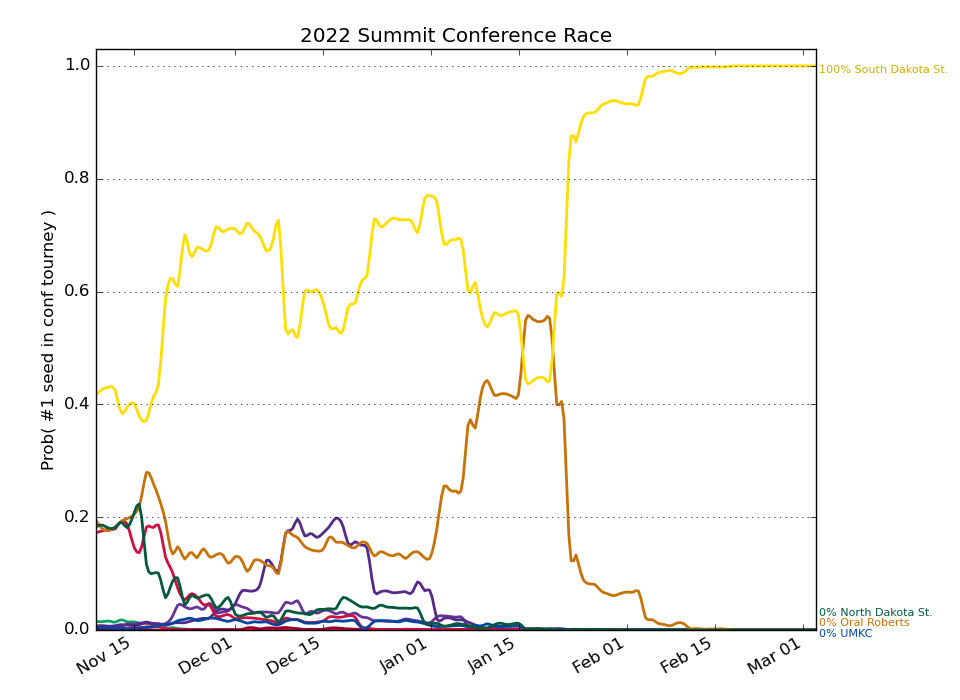 2022 Summit Conference Race
1.0
100% South Dakota St.
0.8
Prob( #1 seed in conf tourney )
0.6
0.4
0.2
0% North Dakota St.
0% Oral Roberts
0.0
0% UMKC
Nov 15
Dec 01
Dec 15
Jan 01
Jan 15
Feb 01
Feb 15
Mar 01